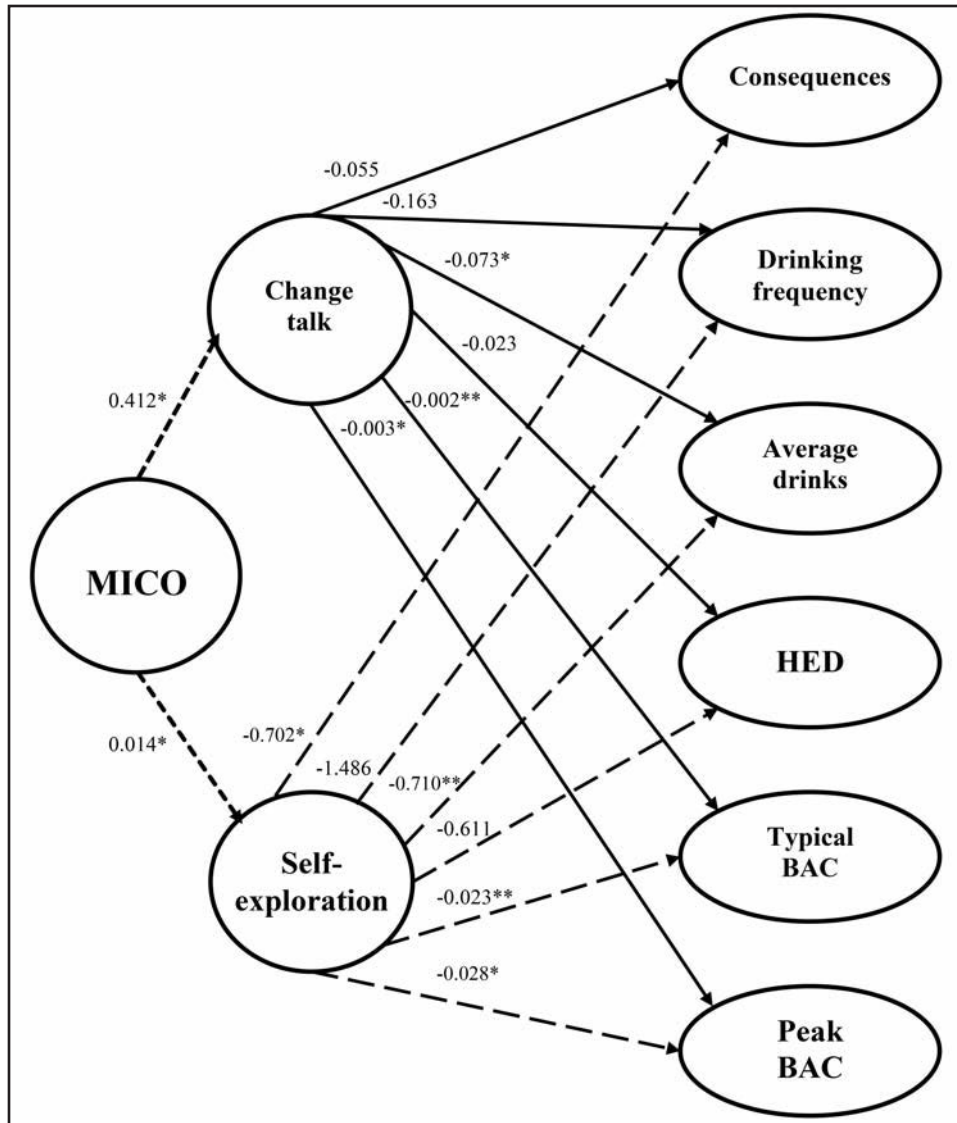 Consequences
-0.055
-0.163
Drinking
frequency
-0.073*
Change
talk
-0.023
0.412*
-0.002**
-0.003*
Average
drinks
MICO
HED
0.014*
-0.702*
-1.486
-0.710**
-0.611
Self-
exploration
Typical
BAC
-0.023**
-0.028*
Peak
BAC